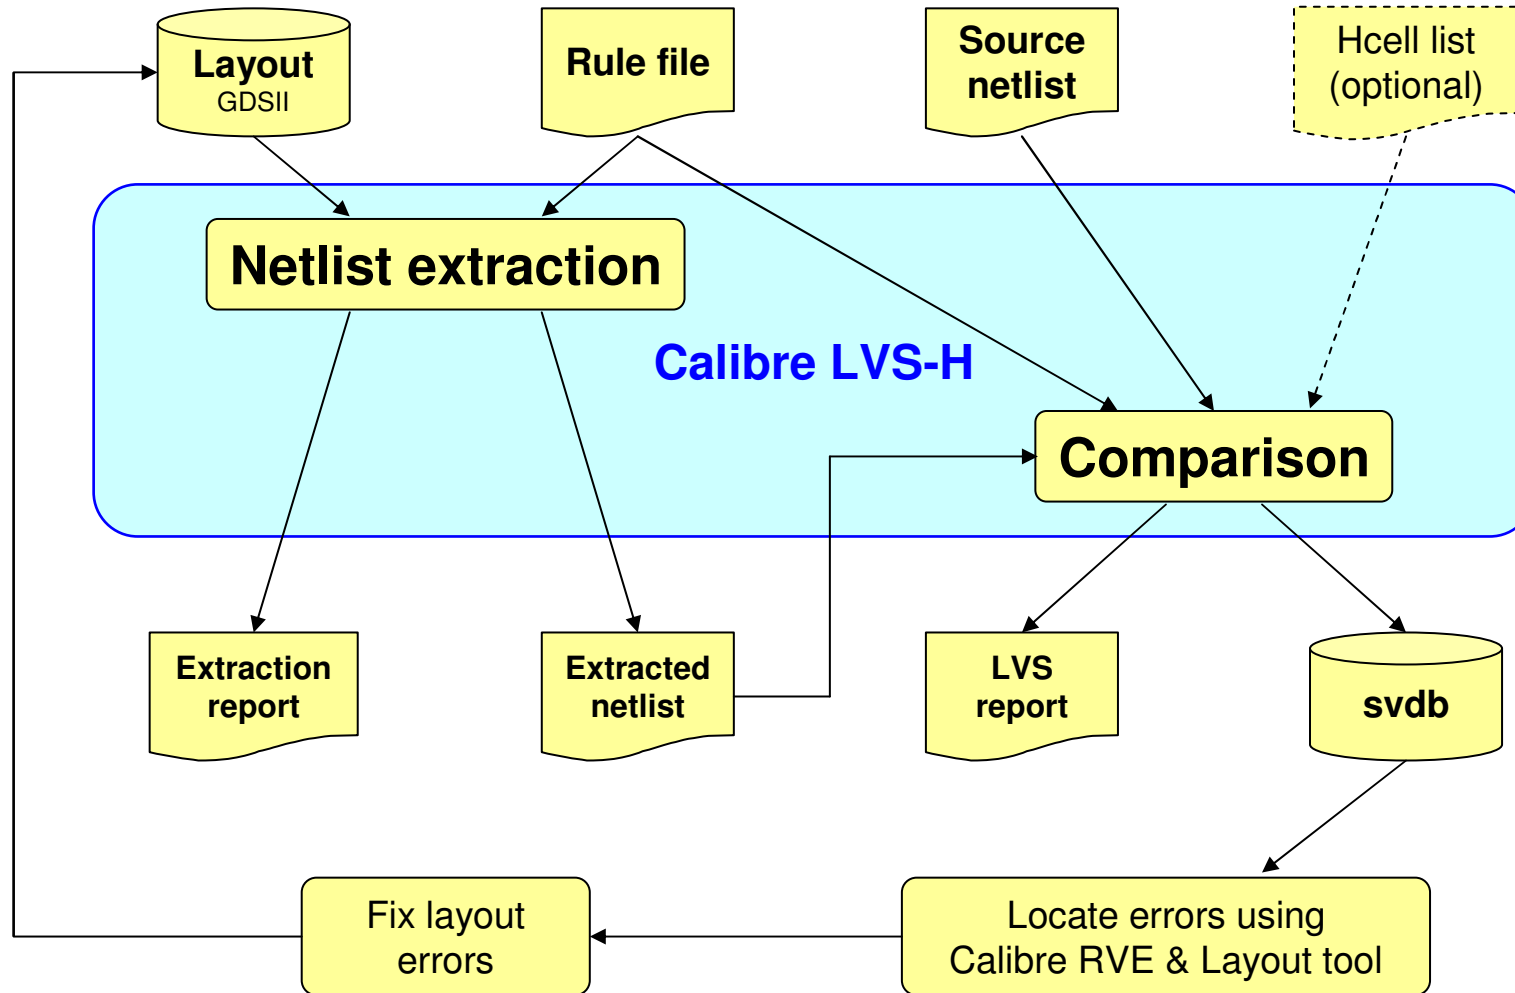 Layout
GDSII
Rule file
Source
netlist
Hcell list
(optional)
Netlist extraction
Calibre LVS-H
Comparison
Extraction
report
Extracted
netlist
LVS
report
svdb
Fix layout
errors
Locate errors using
Calibre RVE & Layout tool